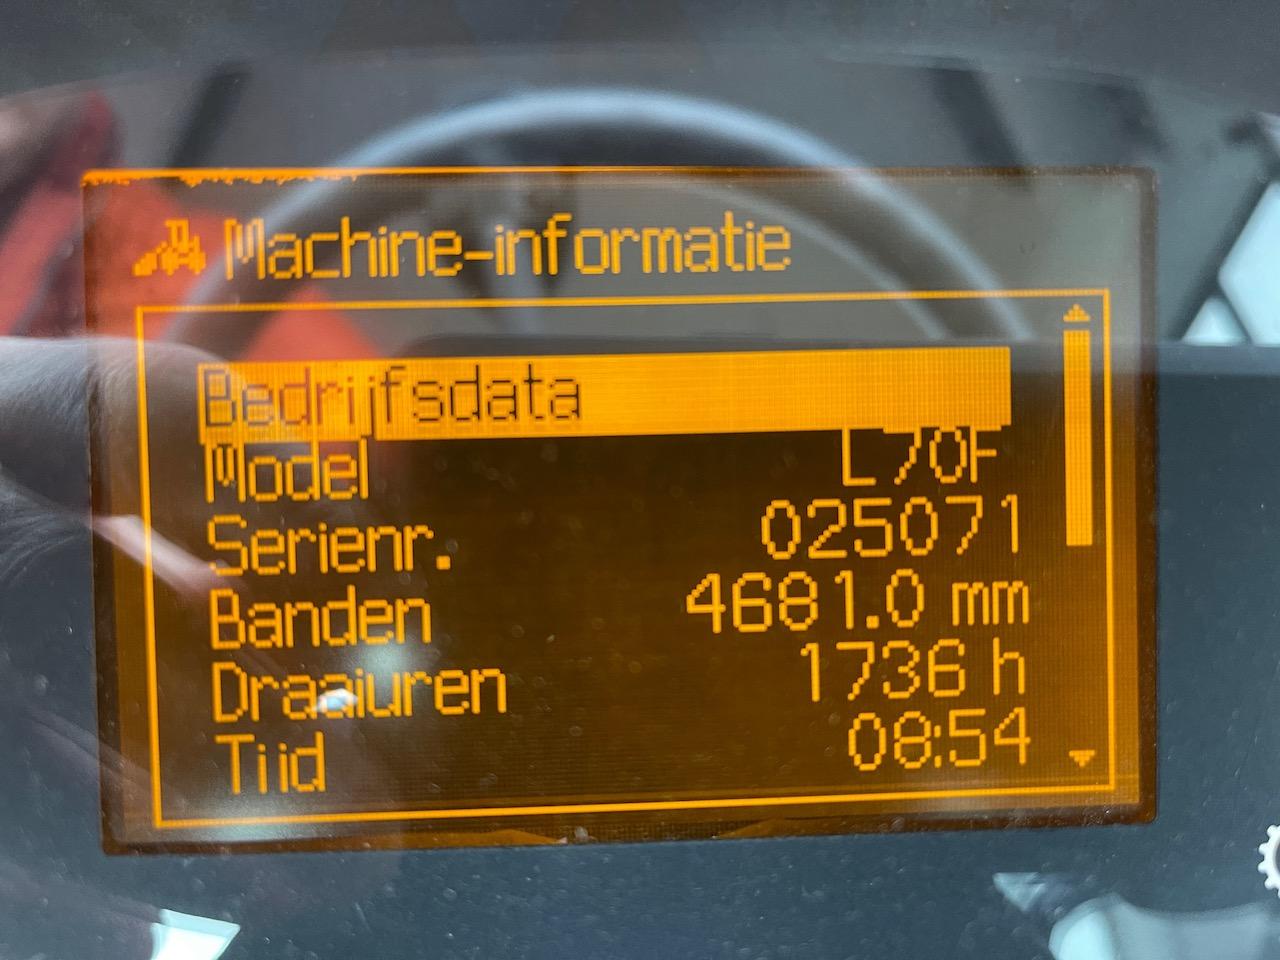 Machine-informatie
Bedrijfsdata
Model L70F
Serienr. 025071
Banden 4681.0 mm
Draaiuren 1736 h
Tijd 08:54